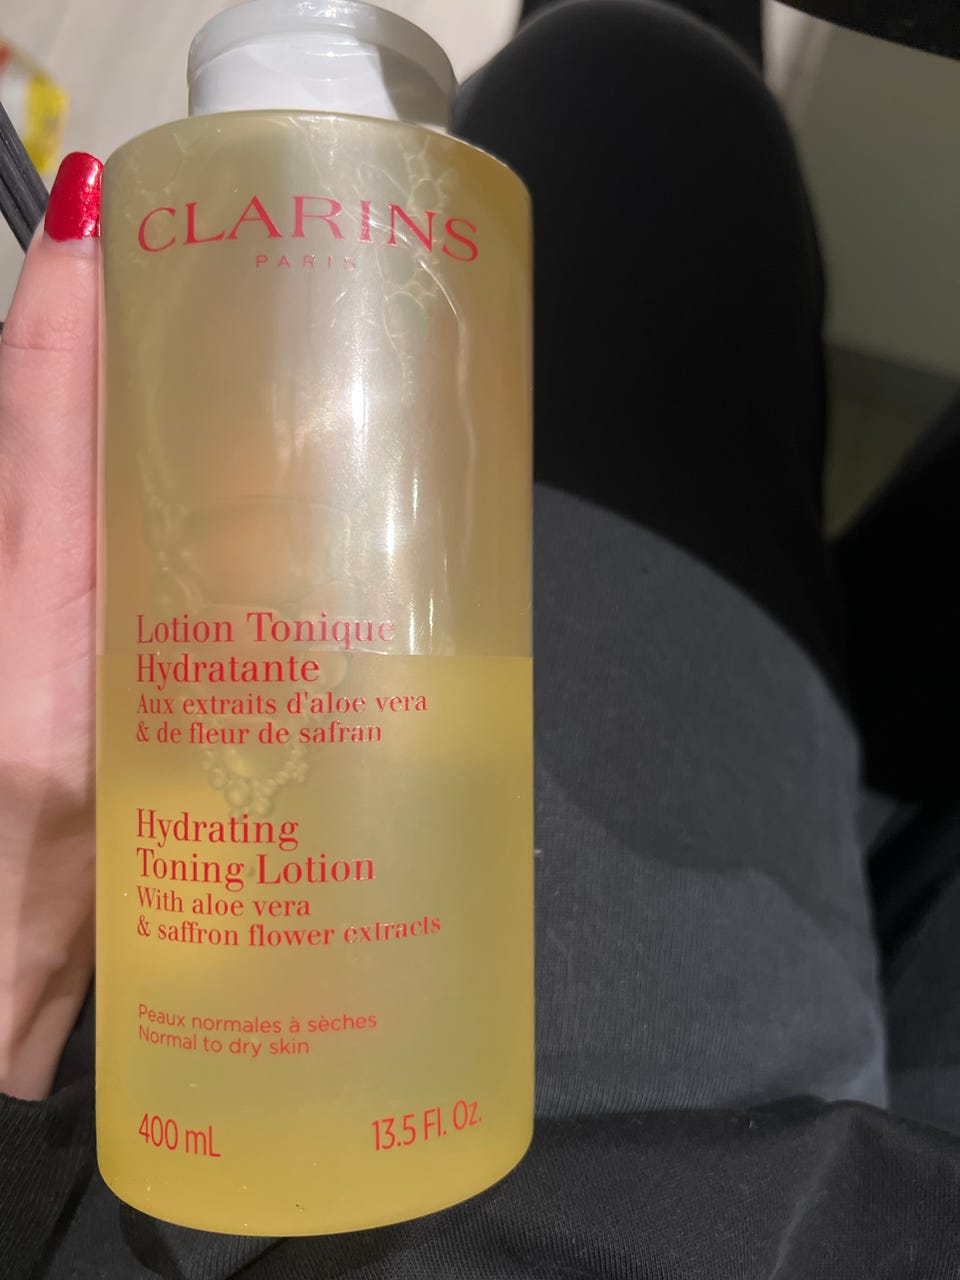 CLARINS
PARIS
Lotion Tonique
Hydratante
Aux extraits d'aloe vera
& de fleur de safran
Hydrating
Toning Lotion
With aloe vera
& saffron flower extracts
Peaux normales à sèches
Normal to dry skin
400 mL
13.5 Fl. Oz.